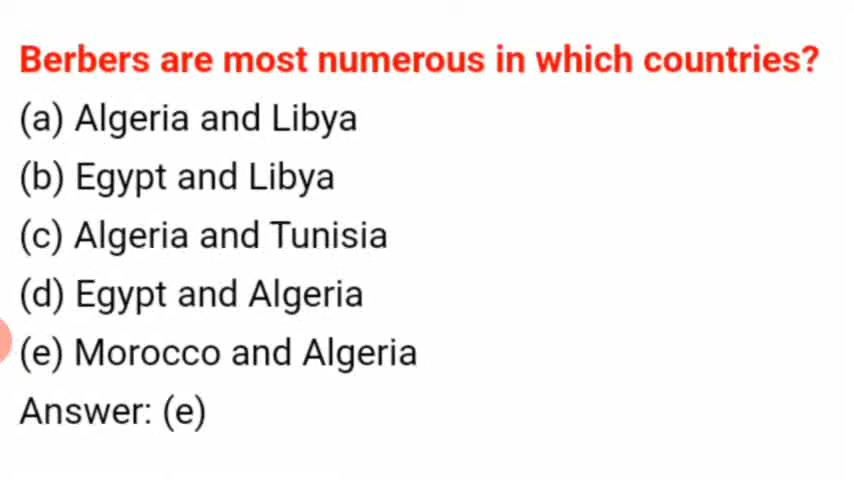 Berbers are most numerous in which countries?
(a) Algeria and Libya
(b) Egypt and Libya
(c) Algeria and Tunisia
(d) Egypt and Algeria
(e) Morocco and Algeria
Answer: (e)